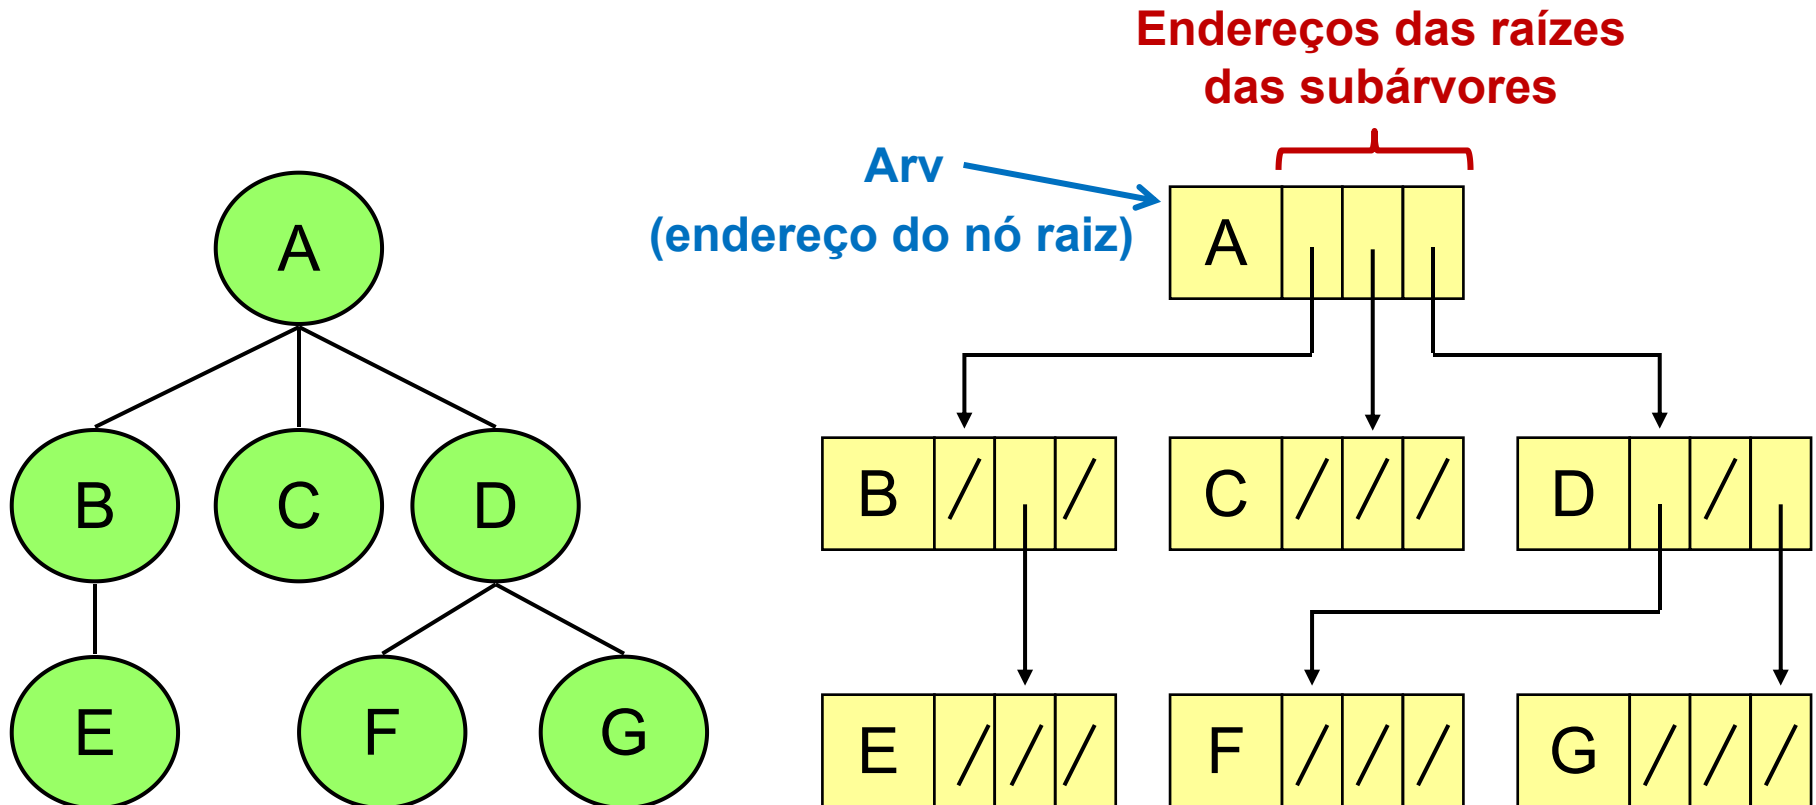 Endereços das raízes
das subárvores
Arv
(endereço do nó raiz)
A
A
B C D
B / / C / / / D /
E F G
E / / / F / / / G / / /